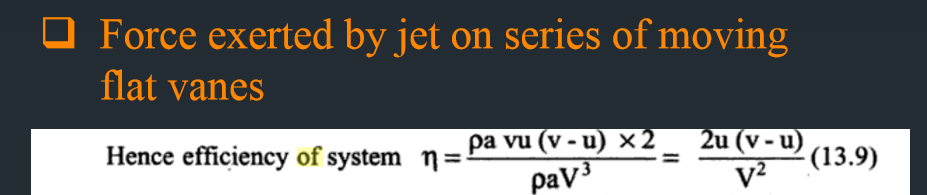 ❑ Force exerted by jet on series of moving
flat vanes
Hence efficiency of system η = ρa vu (v - u) × 2 / ρaV³ = 2u (v - u) / V² (13.9)